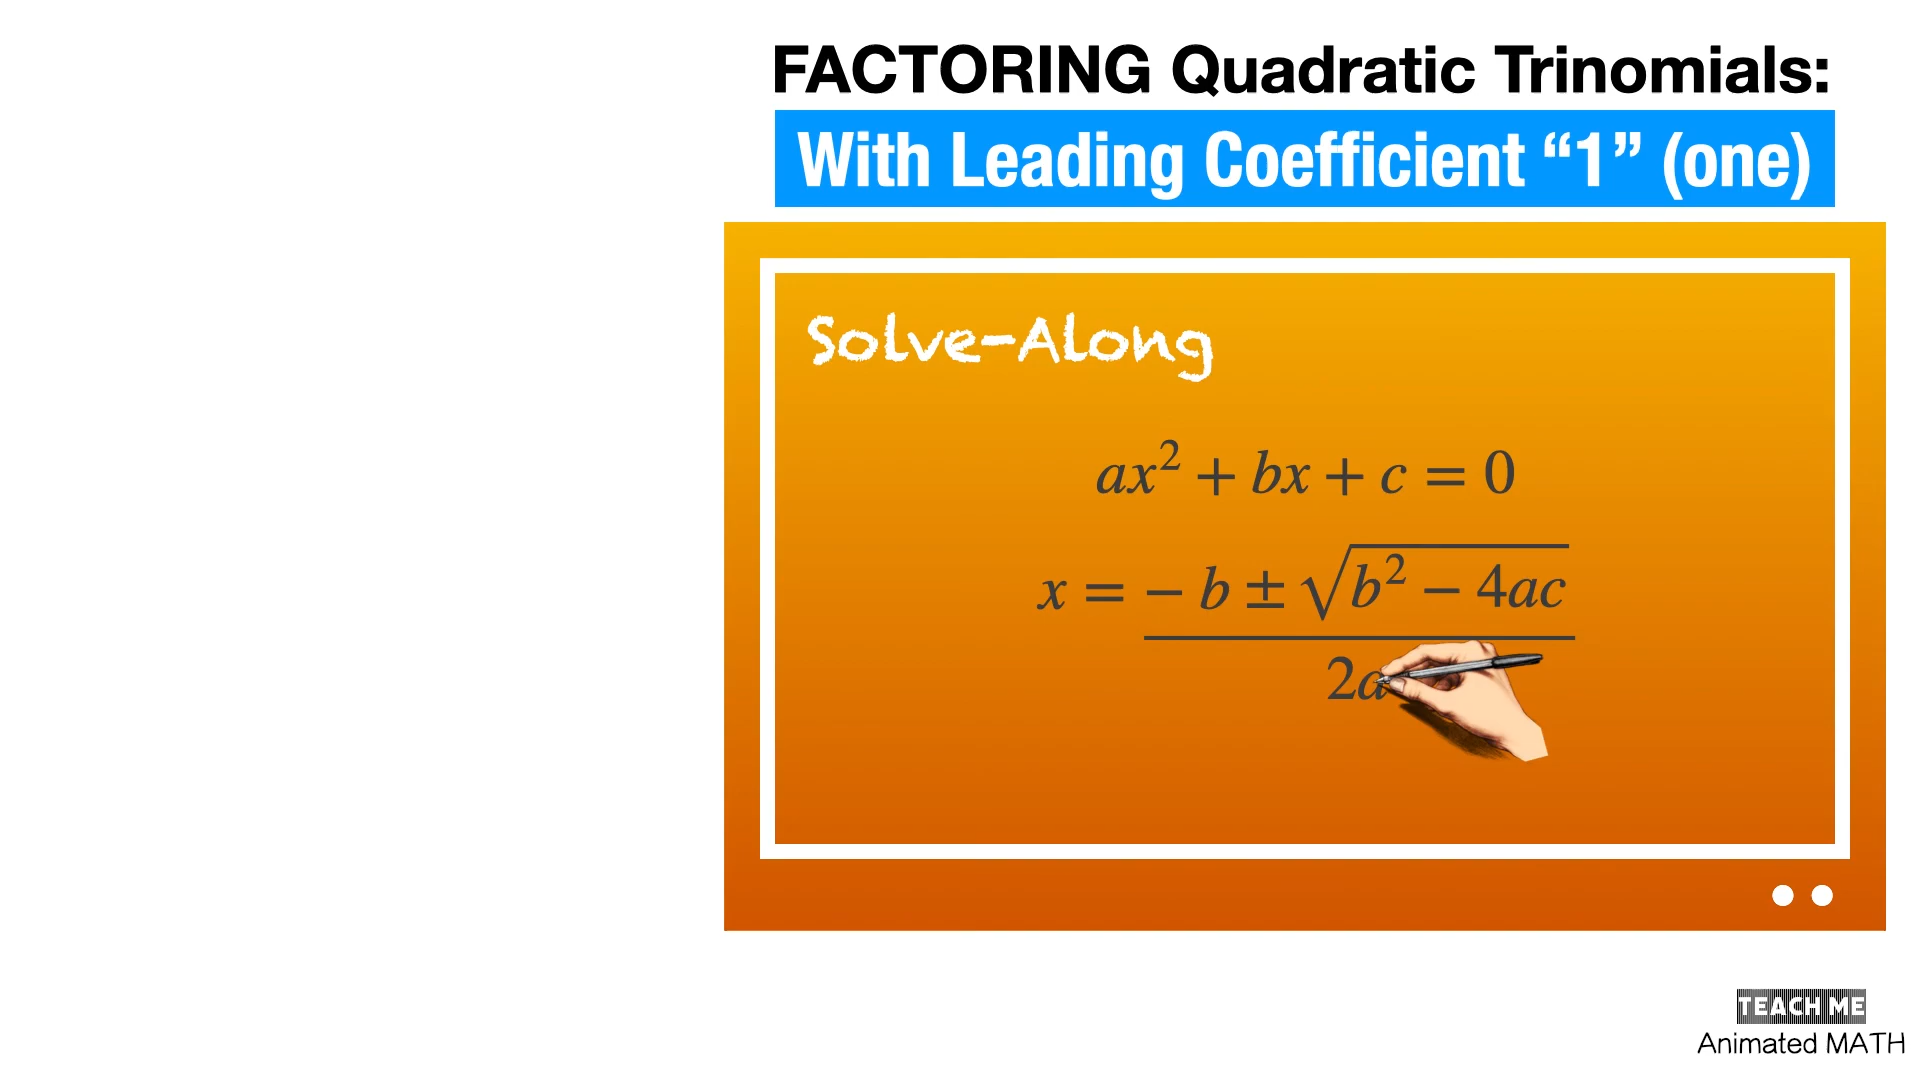 FACTORING Quadratic Trinomials:
With Leading Coefficient “1” (one)
Solve-Along
ax² + bx + c = 0
x = − b ± √b² − 4ac
2a
TEACH ME
Animated MATH